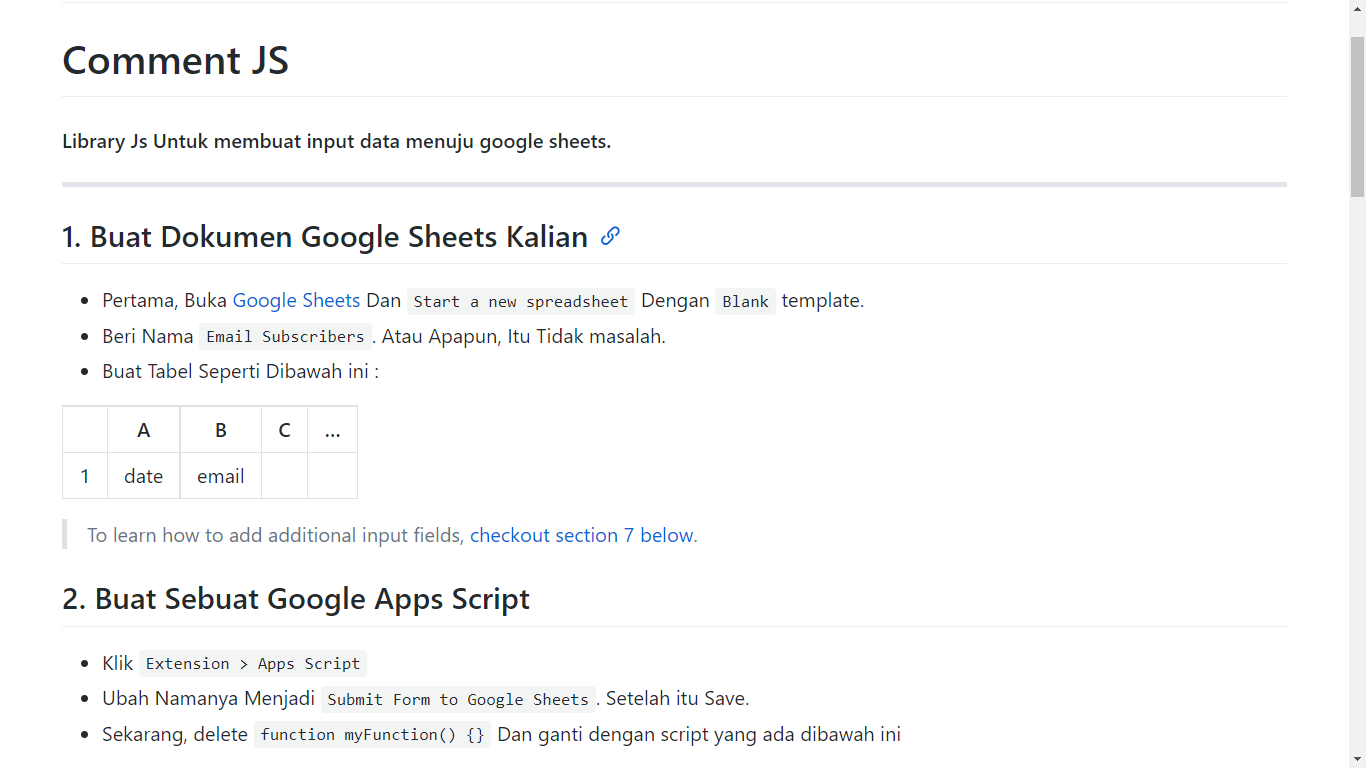 Comment JS
Library Js Untuk membuat input data menuju google sheets.
1. Buat Dokumen Google Sheets Kalian
Pertama, Buka Google Sheets Dan Start a new spreadsheet Dengan Blank template.
Beri Nama Email Subscribers. Atau Apapun, Itu Tidak masalah.
Buat Tabel Seperti Dibawah ini :
A B C ...
1 date email
To learn how to add additional input fields, checkout section 7 below.
2. Buat Sebuat Google Apps Script
Klik Extension > Apps Script
Ubah Namanya Menjadi Submit Form to Google Sheets. Setelah itu Save.
Sekarang, delete function myFunction() {} Dan ganti dengan script yang ada dibawah ini